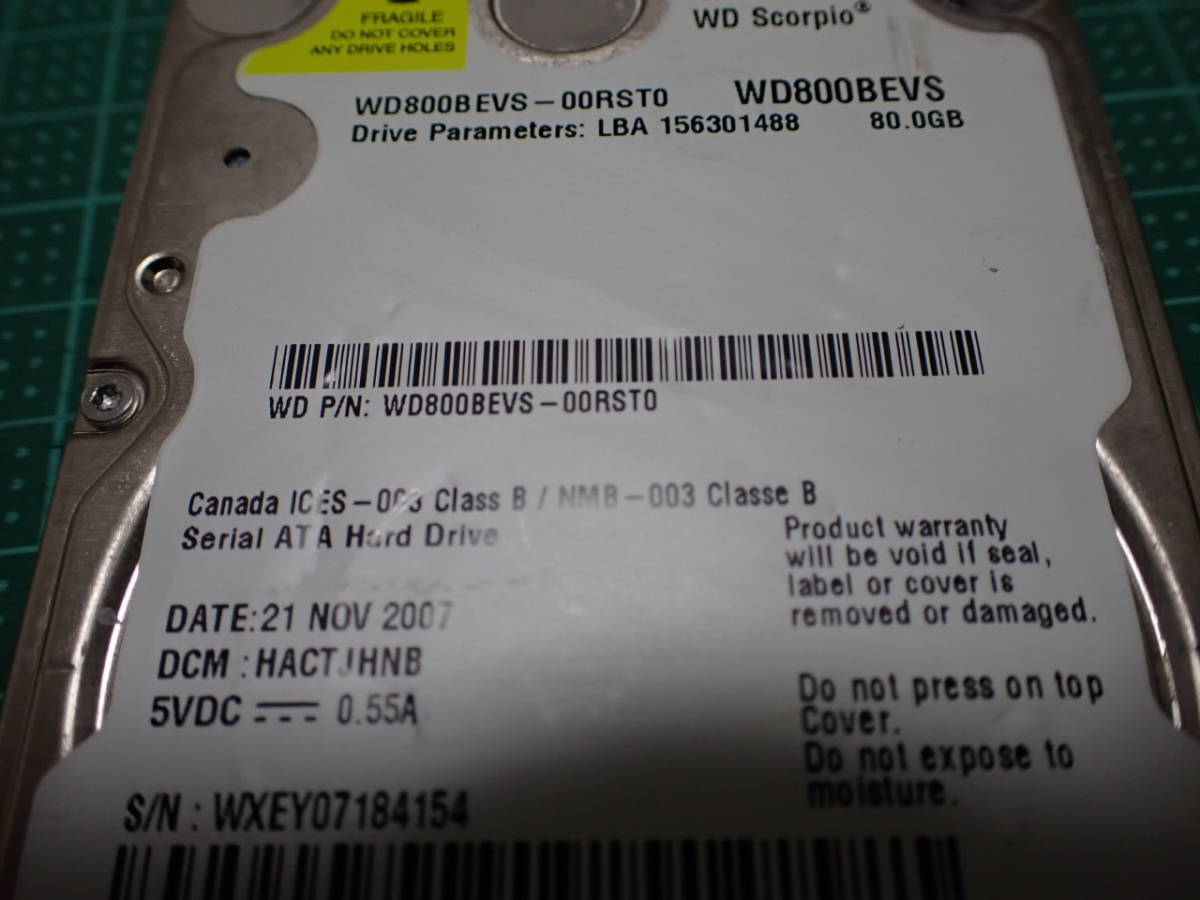 FRAGILE
DO NOT COVER
ANY DRIVE HOLES
WD Scorpio®
WD800BEVS-00RST0 WD800BEVS
Drive Parameters: LBA 156301488 80.0GB
WD P/N: WD800BEVS-00RST0
Canada ICES-003 Class B / NMB-003 Classe B
Serial ATA Hard Drive
Product warranty
will be void if seal,
label or cover is
removed or damaged.
DATE:21 NOV 2007
DCM :HACTJHNB
5VDC 0.55A
Do not press on top
Cover.
Do not expose to
moisture.
S/N : WXEY07184154